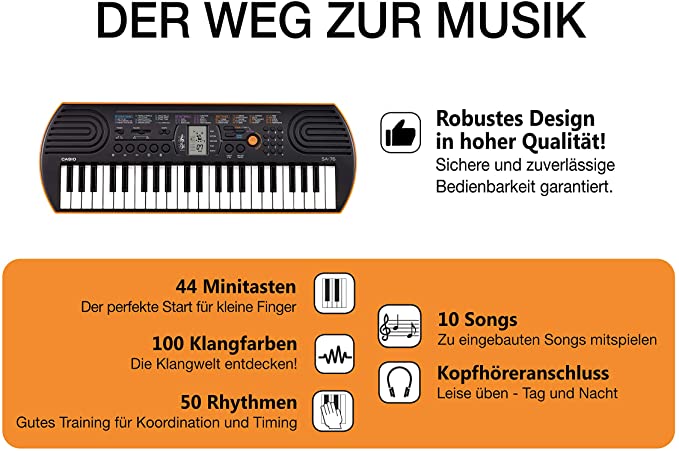 DER WEG ZUR MUSIK
CASIO
SA-76
Robustes Design
in hoher Qualität!
Sichere und zuverlässige
Bedienbarkeit garantiert.
44 Minitasten
Der perfekte Start für kleine Finger
100 Klangfarben
Die Klangwelt entdecken!
50 Rhythmen
Gutes Training für Koordination und Timing
10 Songs
Zu eingebauten Songs mitspielen
Kopfhöreranschluss
Leise üben - Tag und Nacht